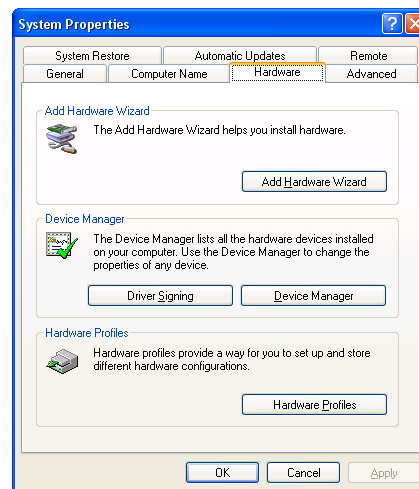 System Properties
System Restore
Automatic Updates
Remote
General
Computer Name
Hardware
Advanced
Add Hardware Wizard
The Add Hardware Wizard helps you install hardware.
Add Hardware Wizard
Device Manager
The Device Manager lists all the hardware devices installed
on your computer. Use the Device Manager to change the
properties of any device.
Driver Signing
Device Manager
Hardware Profiles
Hardware profiles provide a way for you to set up and store
different hardware configurations.
Hardware Profiles
OK
Cancel
Apply